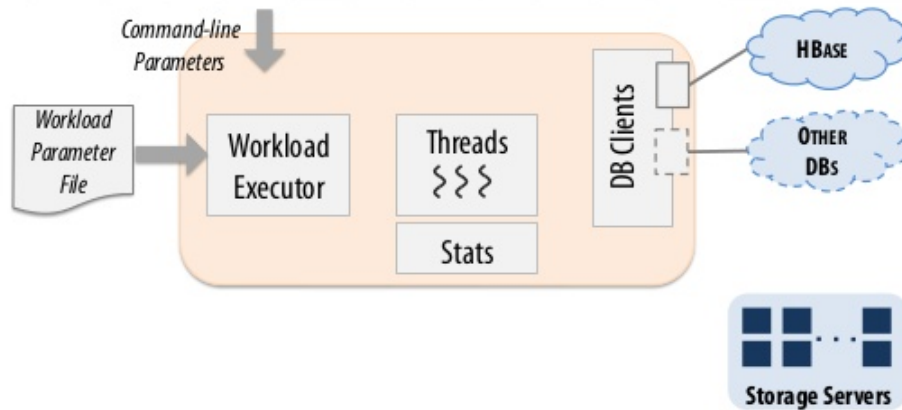 Command-line
Parameters
Workload
Parameter
File
Workload
Executor
Threads
Stats
DB Clients
HBASE
OTHER
DBS
Storage Servers